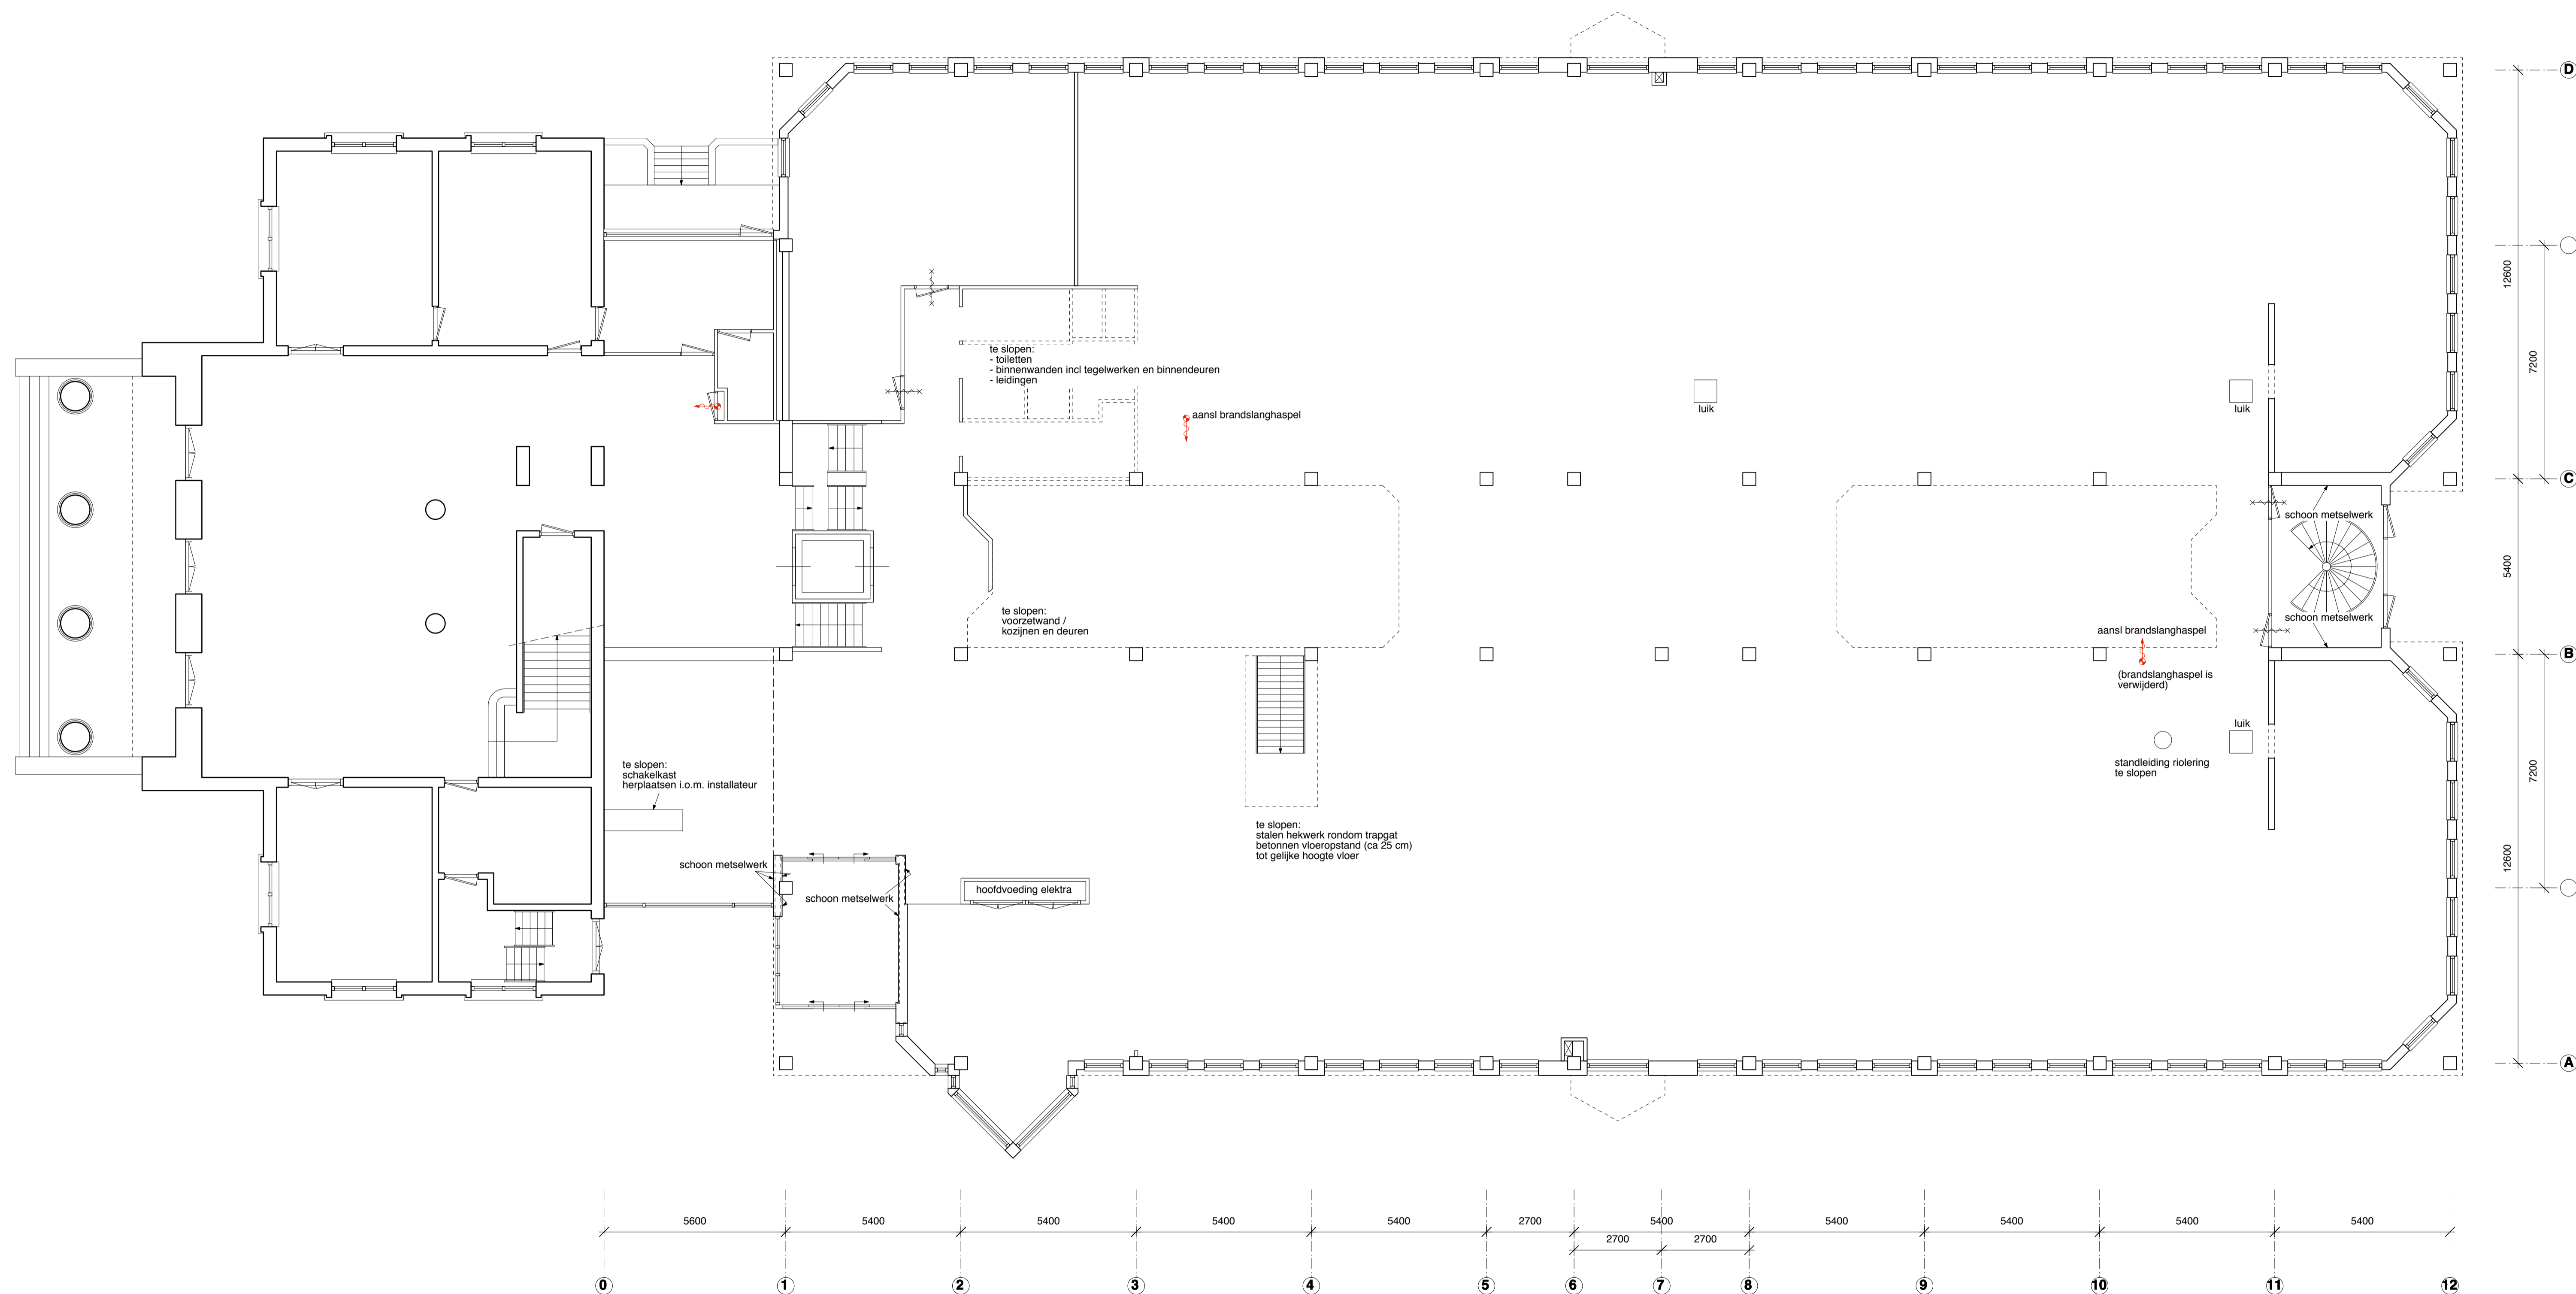 D
12600
te slopen:
- toiletten
- binnenwanden incl tegelwerken en binnendeuren
- leidingen
7200
aansl brandslanghaspel
luik
luik
C
schoon metselwerk
5400
te slopen:
voorzetwand /
kozijnen en deuren
schoon metselwerk
aansl brandslanghaspel
B
(brandslanghaspel is
verwijderd)
luik
te slopen:
schakelkast
herplaatsen i.o.m. installateur
standleiding riolering
te slopen
7200
te slopen:
stalen hekwerk rondom trapgat
betonnen vloeropstand (ca 25 cm)
tot gelijke hoogte vloer
12600
schoon metselwerk
hoofdvoeding elektra
schoon metselwerk
A
5600 5400 5400 5400 5400 2700 5400 5400 5400 5400 5400
2700 2700
0 1 2 3 4 5 6 7 8 9 10 11 12